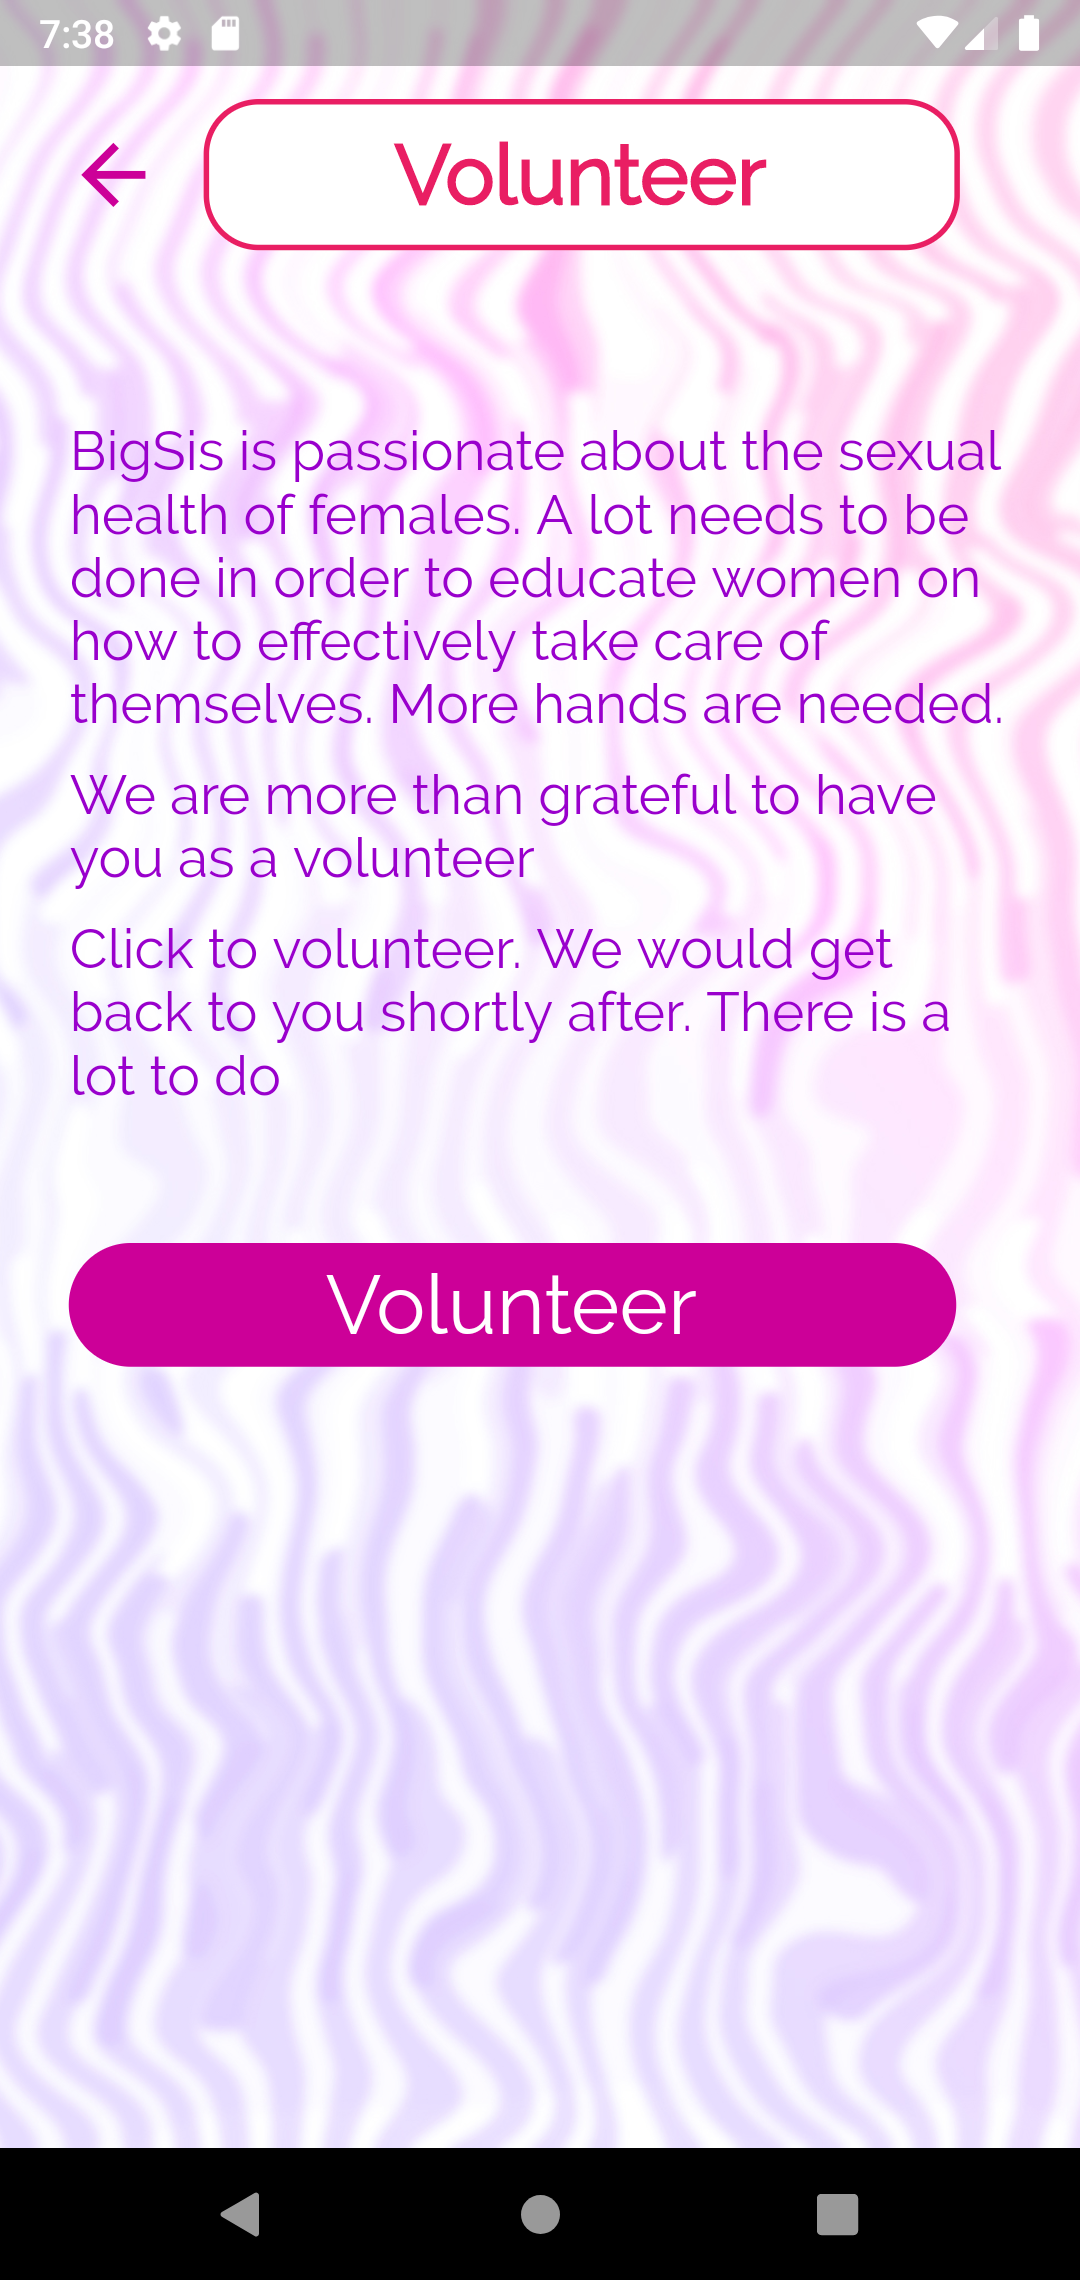 7:38
Volunteer
BigSis is passionate about the sexual
health of females. A lot needs to be
done in order to educate women on
how to effectively take care of
themselves. More hands are needed.
We are more than grateful to have
you as a volunteer
Click to volunteer. We would get
back to you shortly after. There is a
lot to do
Volunteer